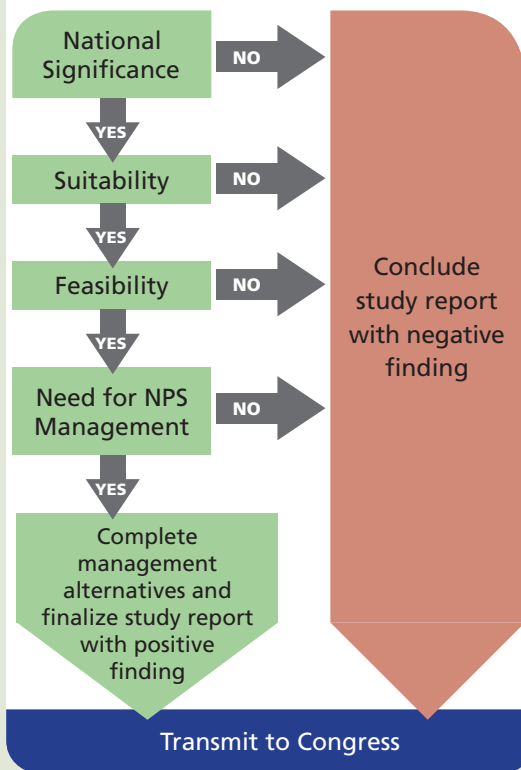 National
Significance
NO
YES
Suitability
NO
YES
Feasibility
NO
YES
Need for NPS
Management
NO
YES
Complete
management
alternatives and
finalize study report
with positive
finding
Conclude
study report
with negative
finding
Transmit to Congress